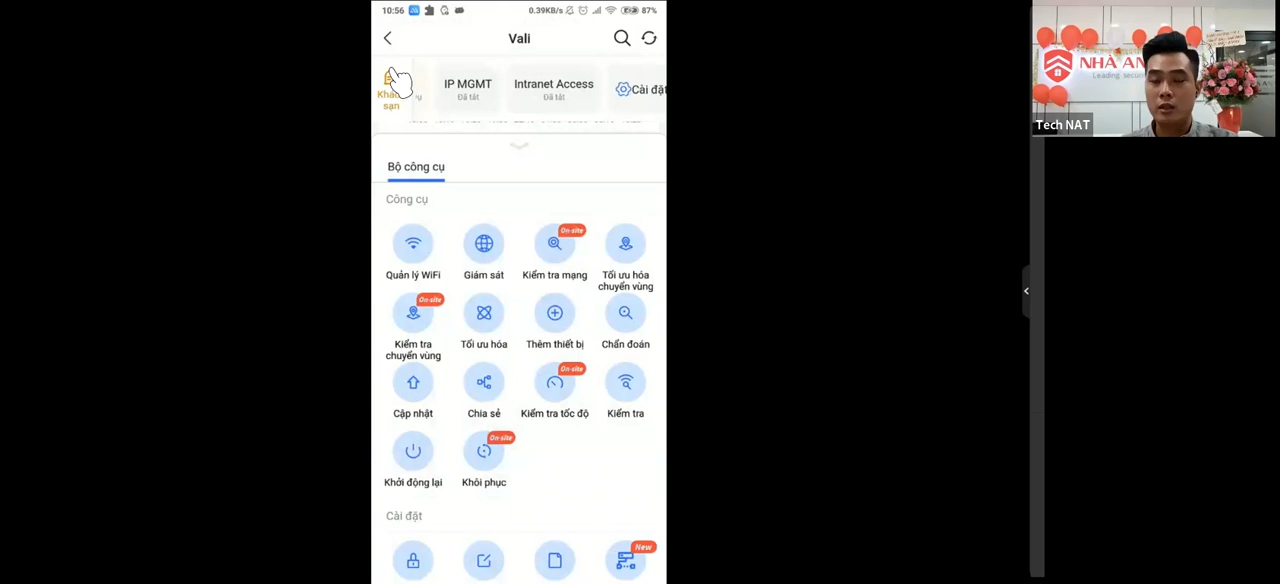 10:56
0.39KB/s
87%
Vali
IP MGMT
Đã tắt
Intranet Access
Đã tắt
Cài đặt
sạn
Bộ công cụ
Công cụ
Quản lý WiFi
Giám sát
On-site
Kiểm tra mạng
Tối ưu hóa
chuyển vùng
On-site
Kiểm tra
chuyển vùng
Tối ưu hóa
Thêm thiết bị
Chẩn đoán
Cập nhật
Chia sẻ
On-site
Kiểm tra tốc độ
Kiểm tra
Khởi động lại
On-site
Khôi phục
Cài đặt
New
NHÀ AN
Leading secur
Tech NAT